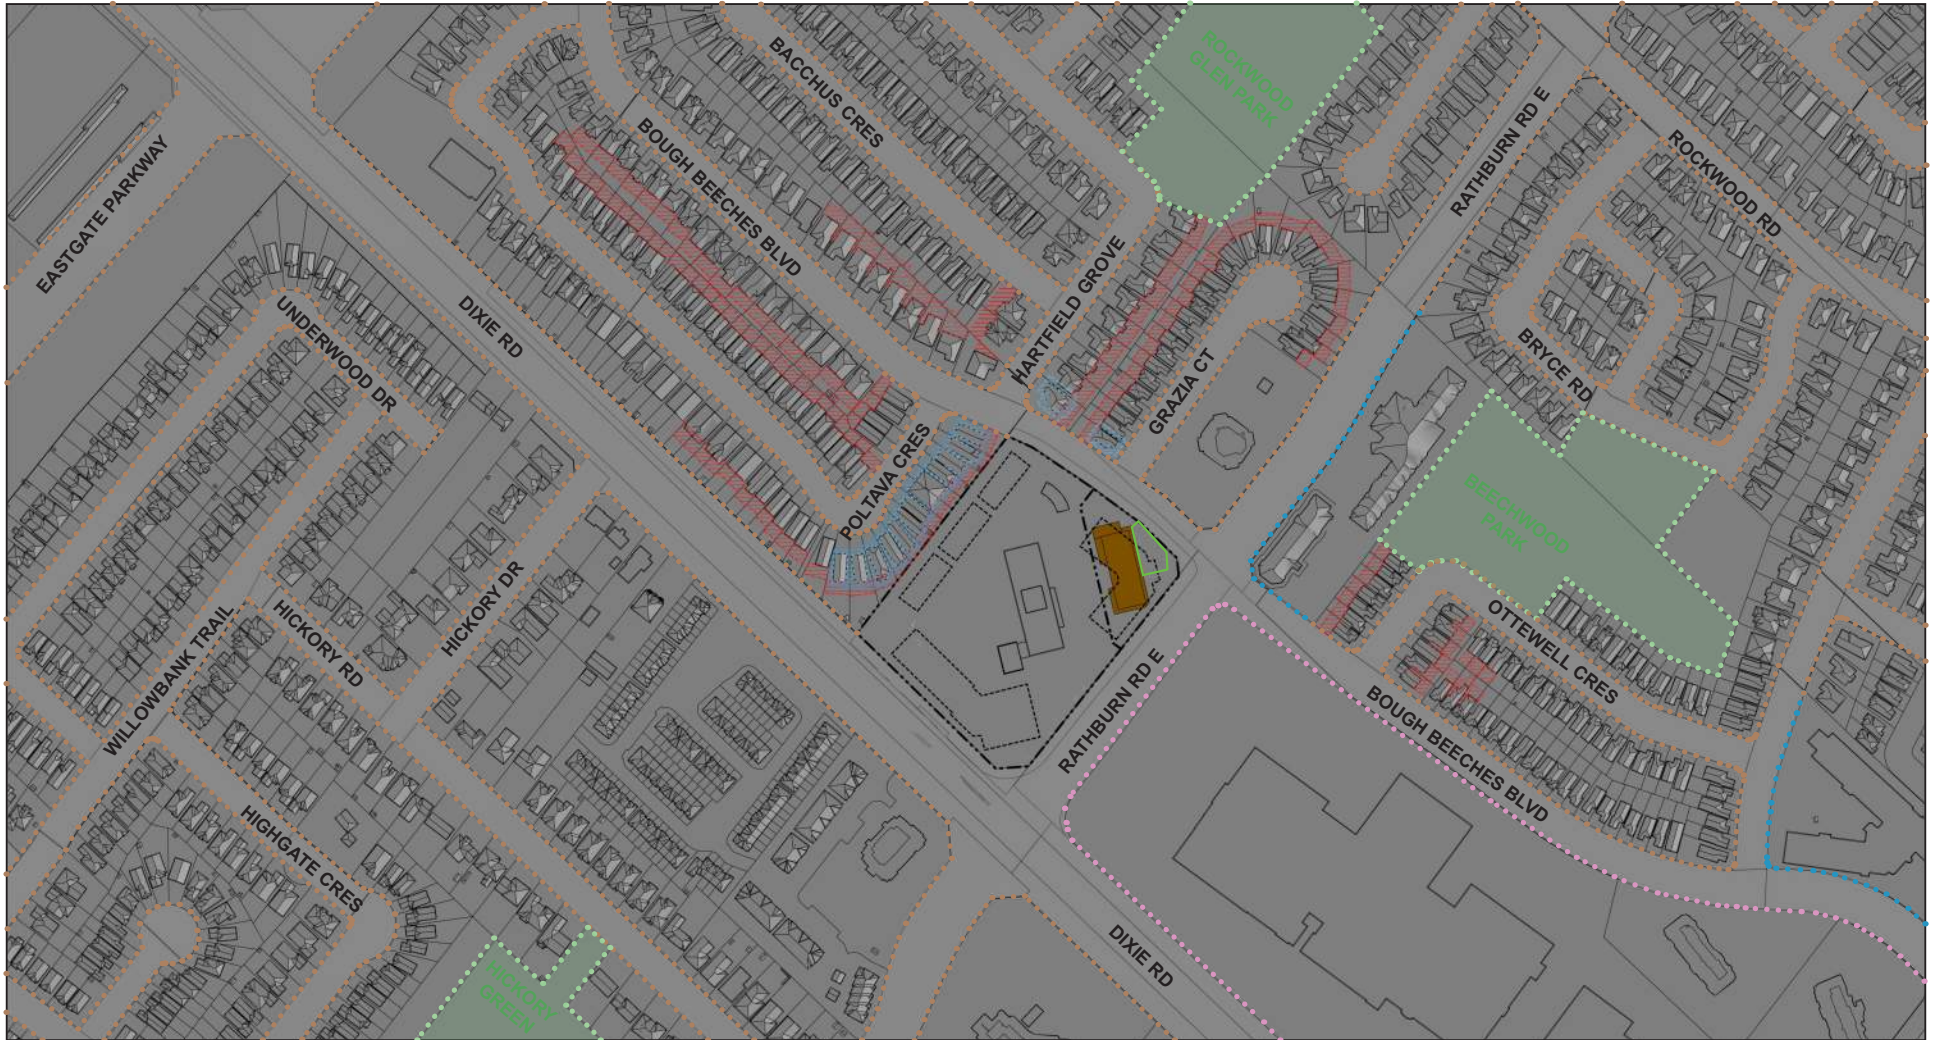 ROCKWOOD
GLEN PARK
BACCHUS CRES
BOUGH BEECHES BLVD
RATHBURN RD E
ROCKWOOD RD
EASTGATE PARKWAY
UNDERWOOD DR
DIXIE RD
HARTFIELD GROVE
GRAZIA CT
BRYCE RD
POLTAVA CRES
BEECHWOOD
PARK
HICKORY DR
HICKORY RD
WILLOWBANK TRAIL
OTTEWELL CRES
RATHBURN RD E
BOUGH BEECHES BLVD
HIGHGATE CRES
DIXIE RD
HICKORY
GREEN